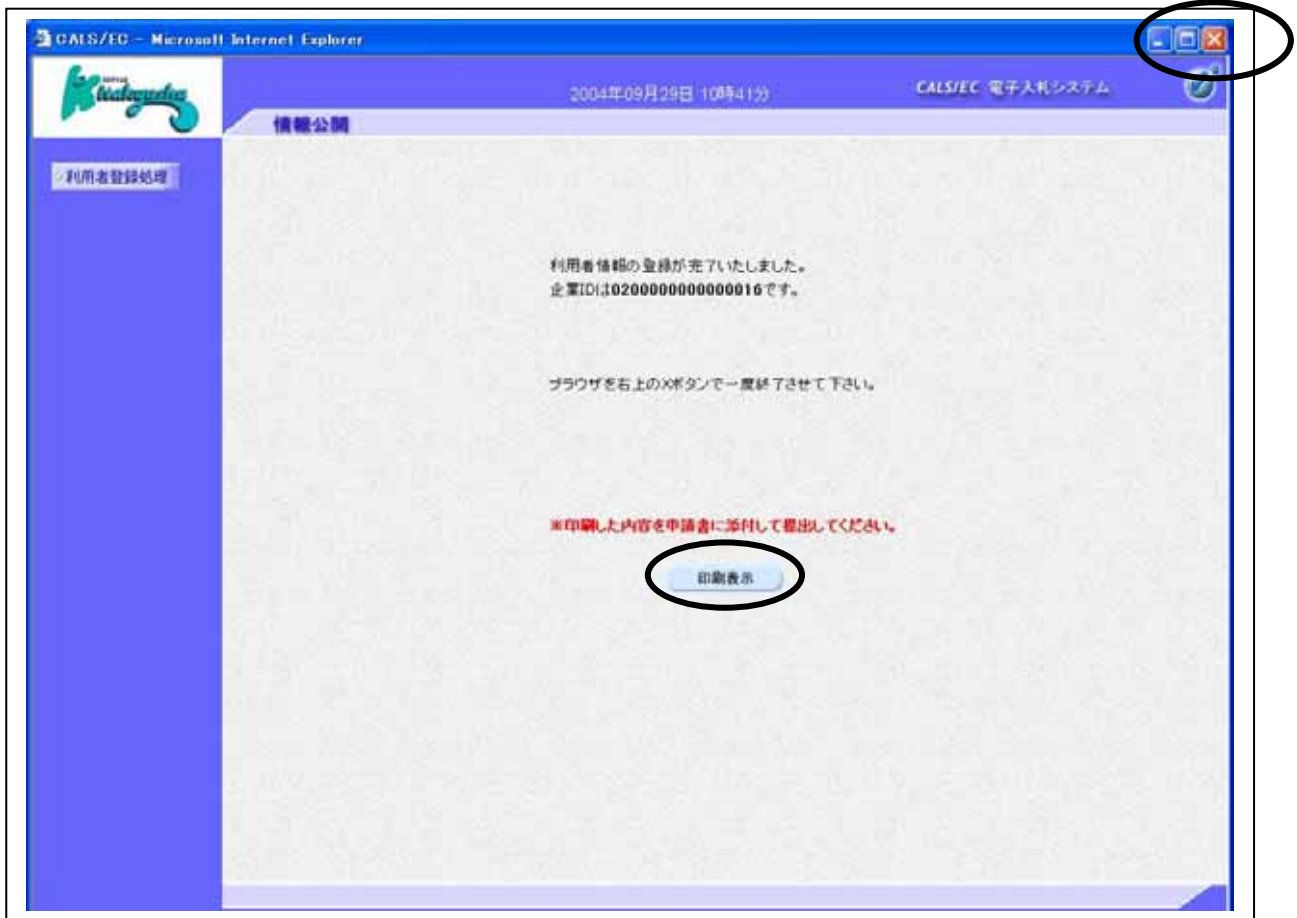 CALS/EC - Microsoft Internet Explorer
2004年09月29日 10時41分
CALS/EC 電子入札システム
情報公開
利用者登録処理
利用者情報の登録が完了いたしました。
企業IDは0200000000000016です。
ブラウザを右上の×ボタンで一度終了させて下さい。
※印刷した内容を申請書に添付して提出してください。
印刷表示